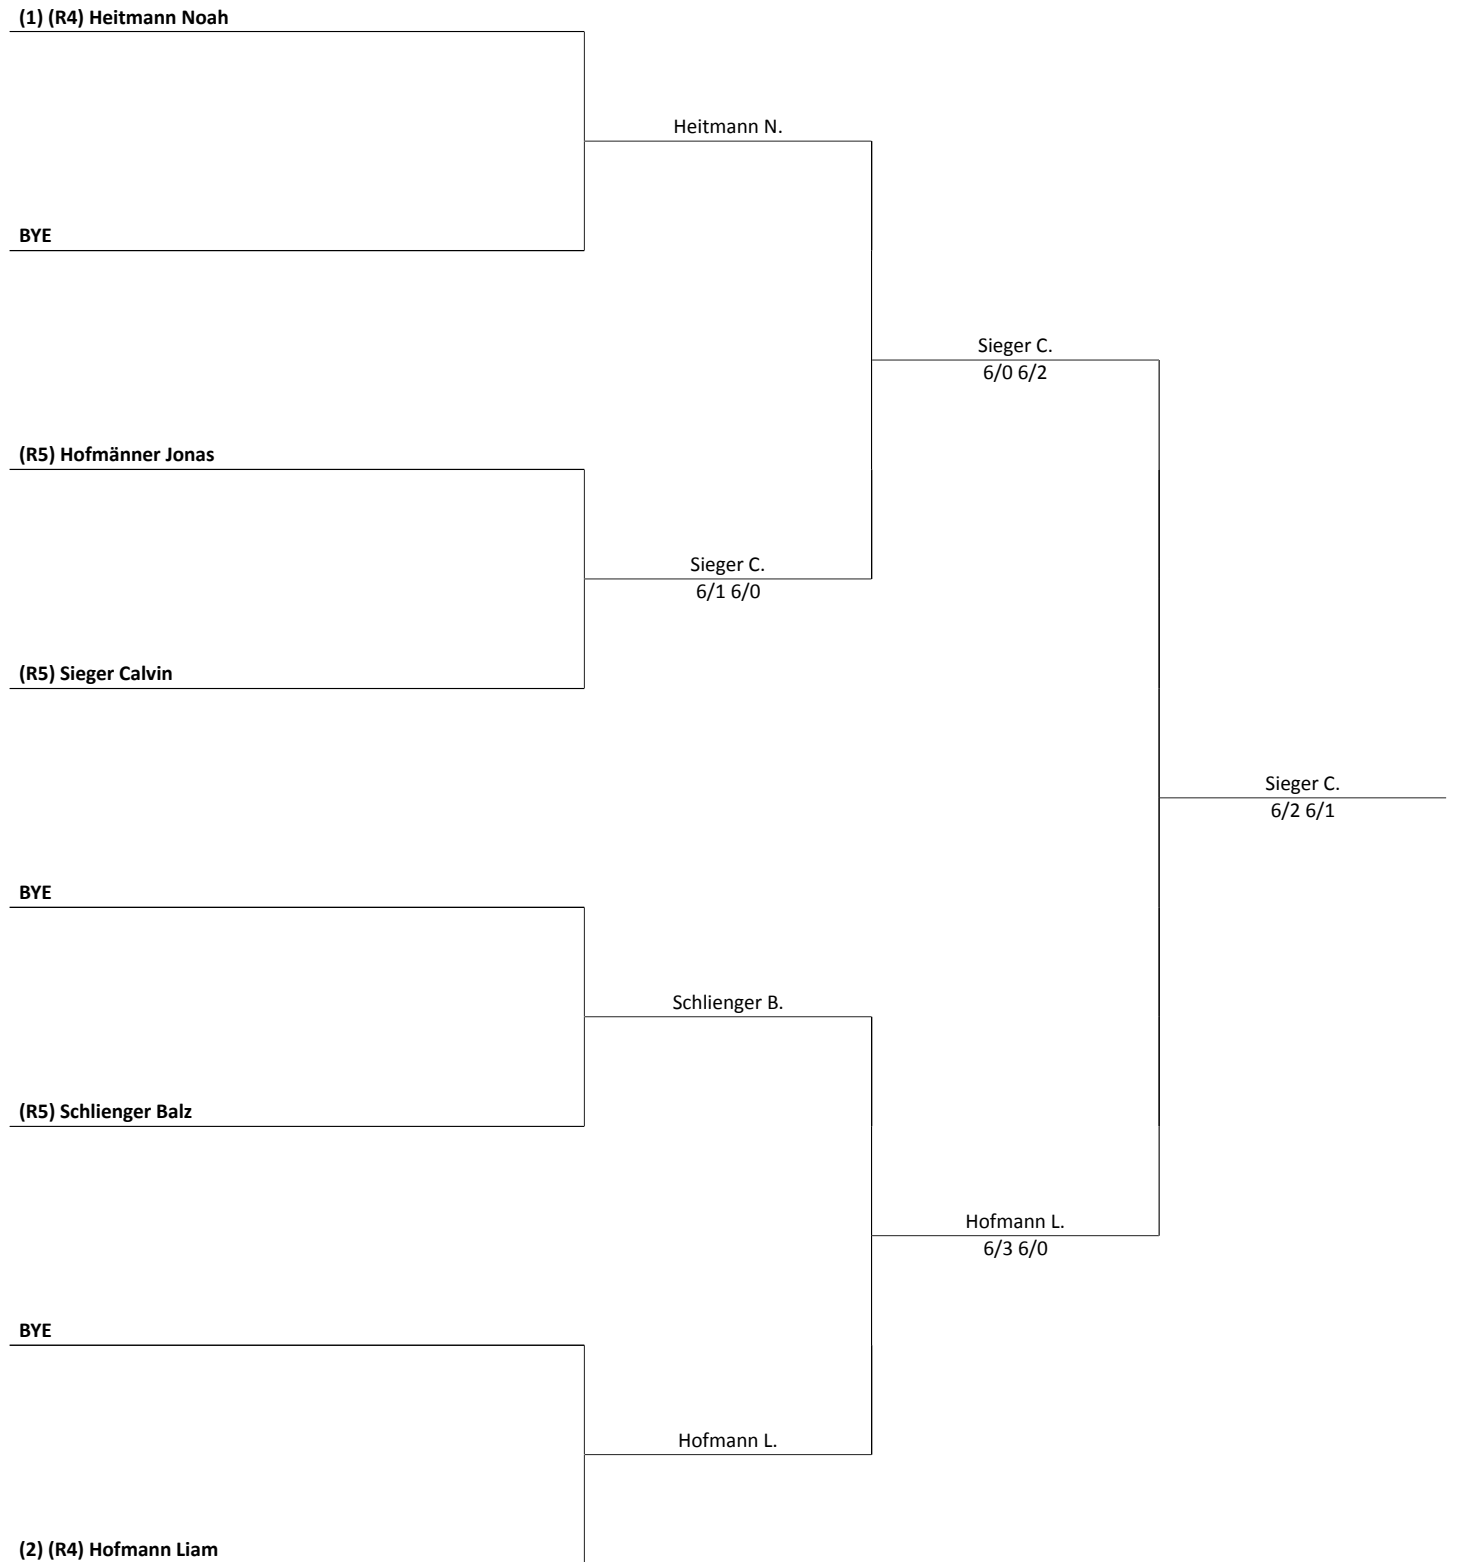 (1) (R4) Heitmann Noah
Heitmann N.
BYE
Sieger C.
6/0 6/2
(R5) Hofmänner Jonas
Sieger C.
6/1 6/0
(R5) Sieger Calvin
Sieger C.
6/2 6/1
BYE
Schlienger B.
(R5) Schlienger Balz
Hofmann L.
6/3 6/0
BYE
Hofmann L.
(2) (R4) Hofmann Liam